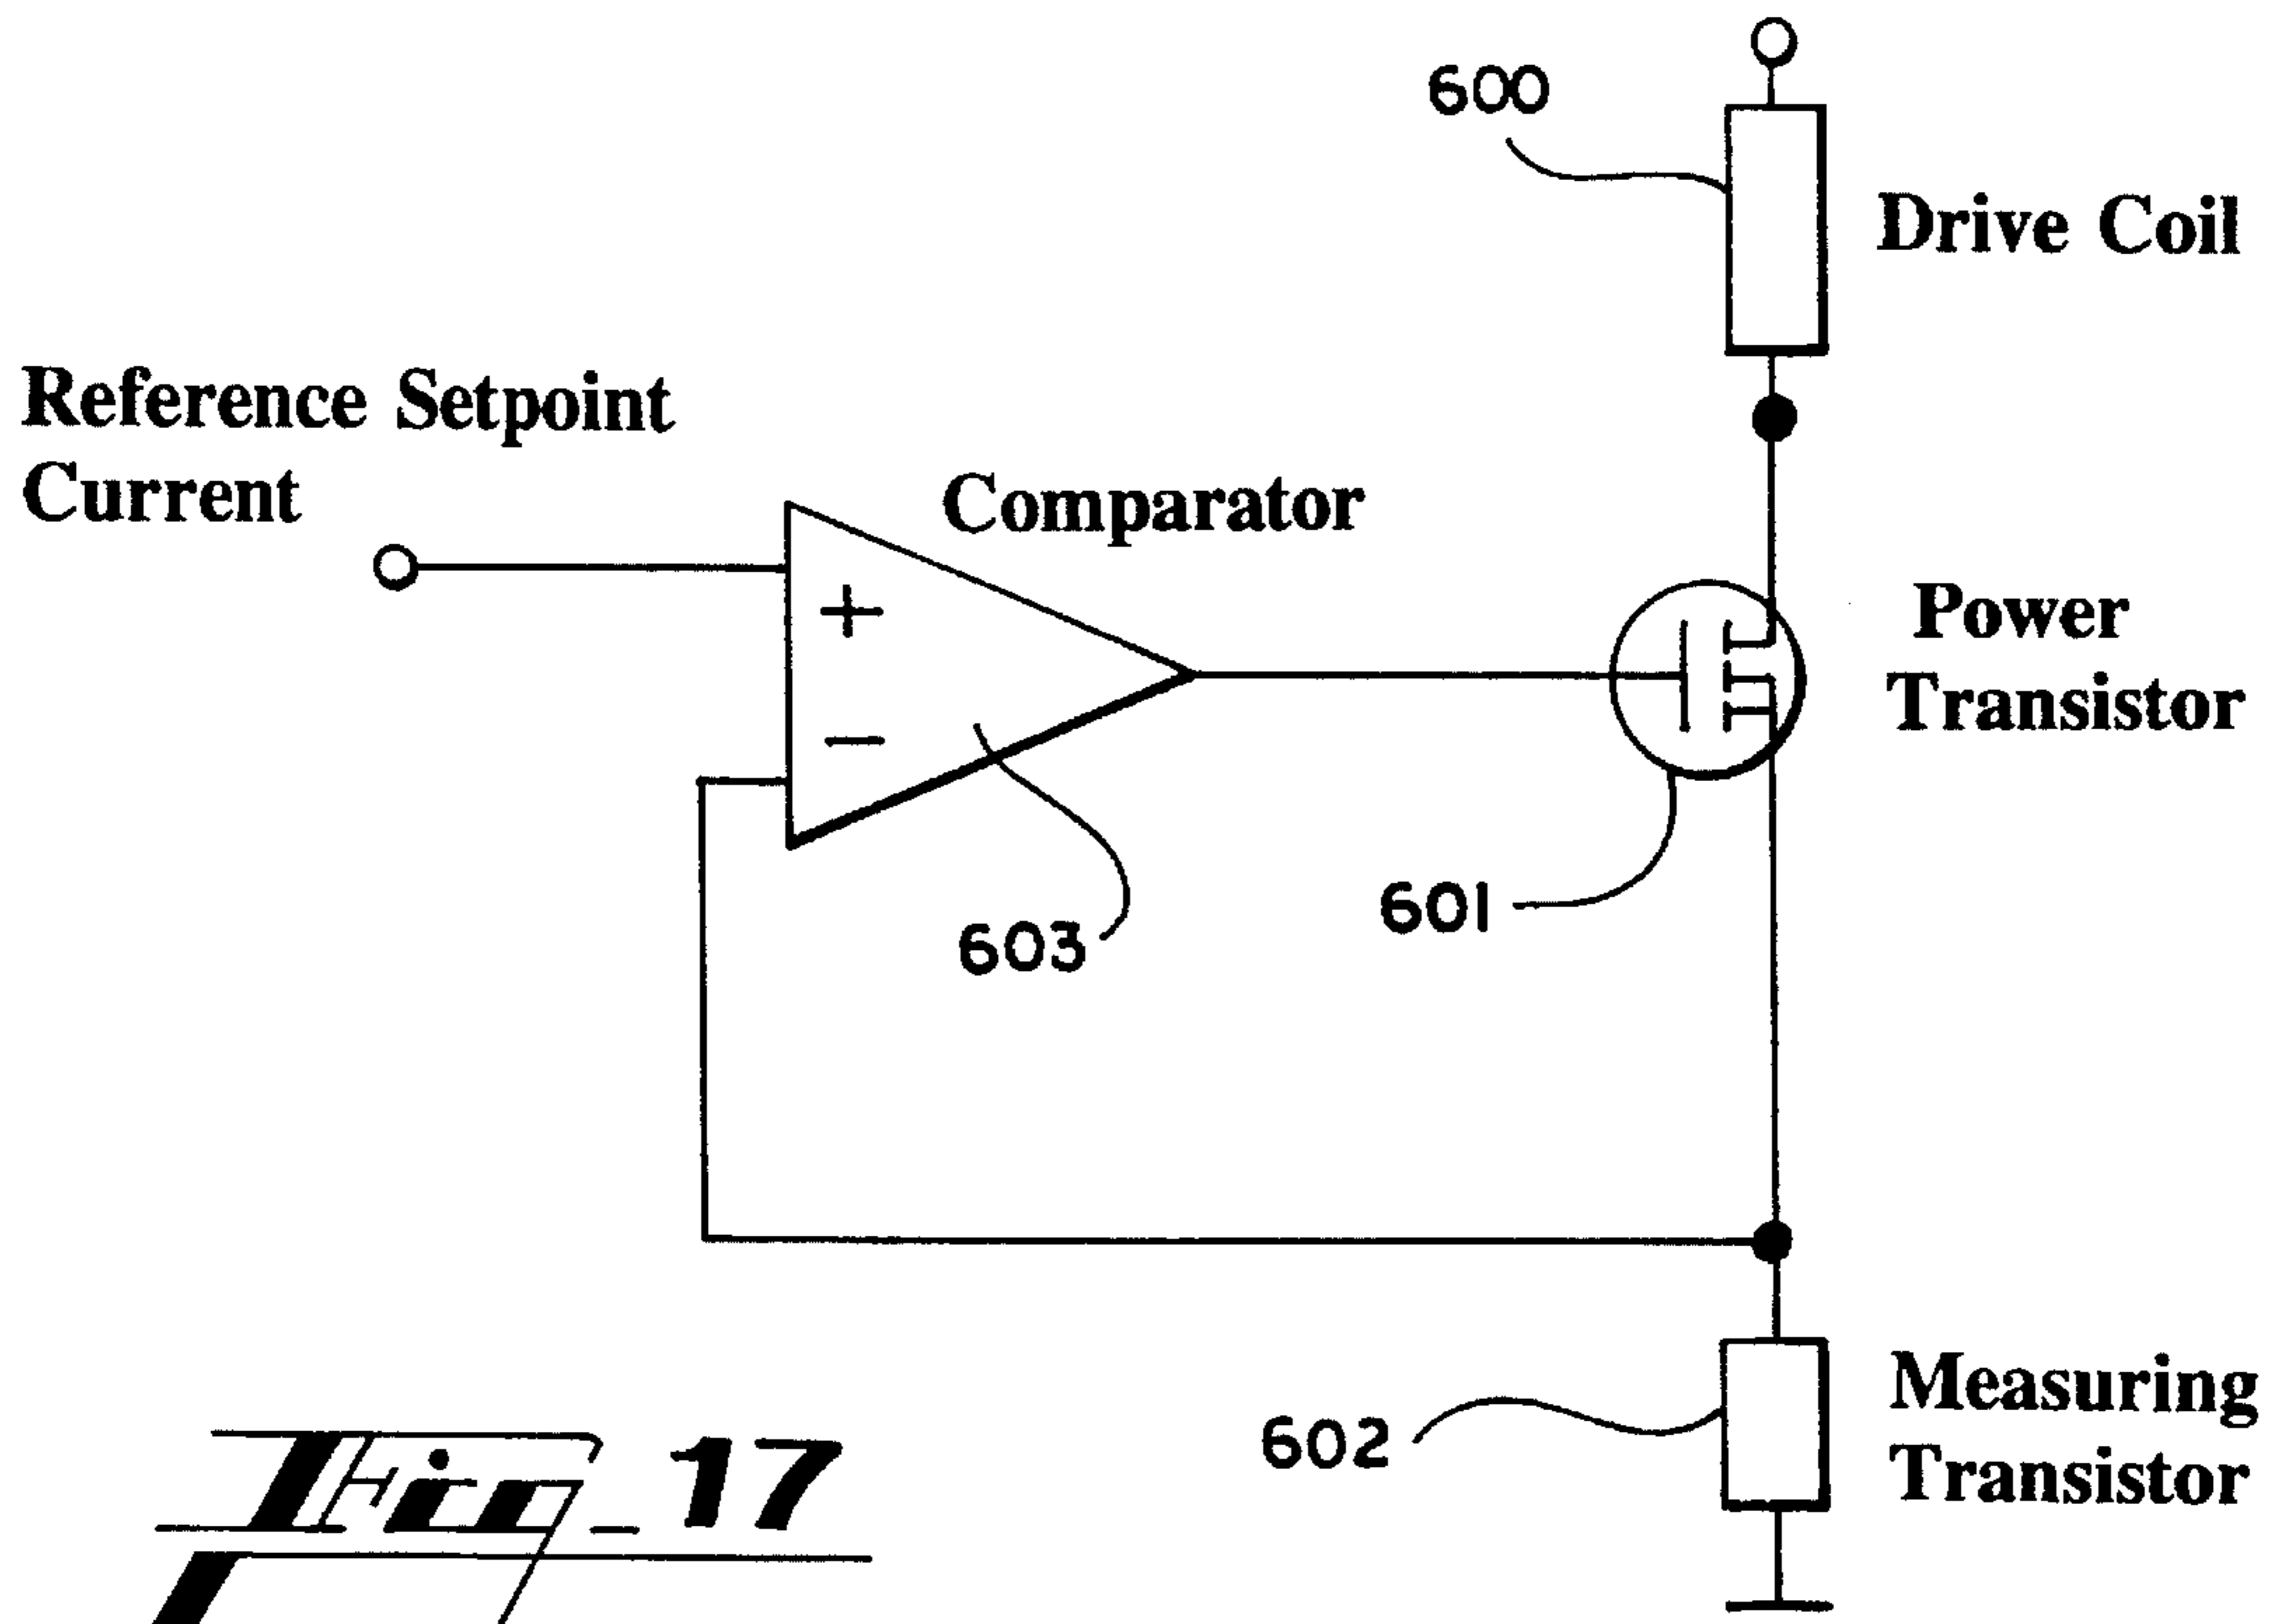 600
Drive Coil
Reference Setpoint
Current
Comparator
+
−
Power
Transistor
601
603
602
Measuring
Transistor
Fig_17